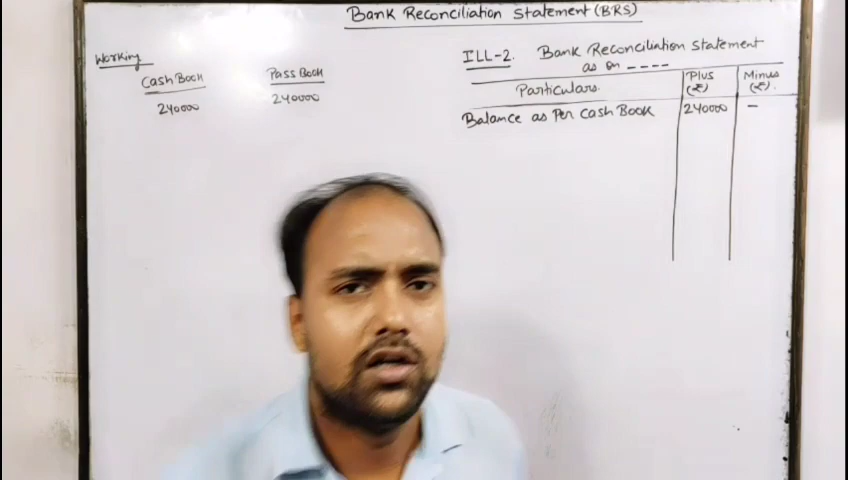 Bank Reconciliation Statement (BRS)
Working
Cash Book
240000
Pass Book
240000
ILL-2. Bank Reconciliation Statement
as on ----
Particulars. Plus (₹) Minus (₹).
Balance as Per Cash Book 240000 –